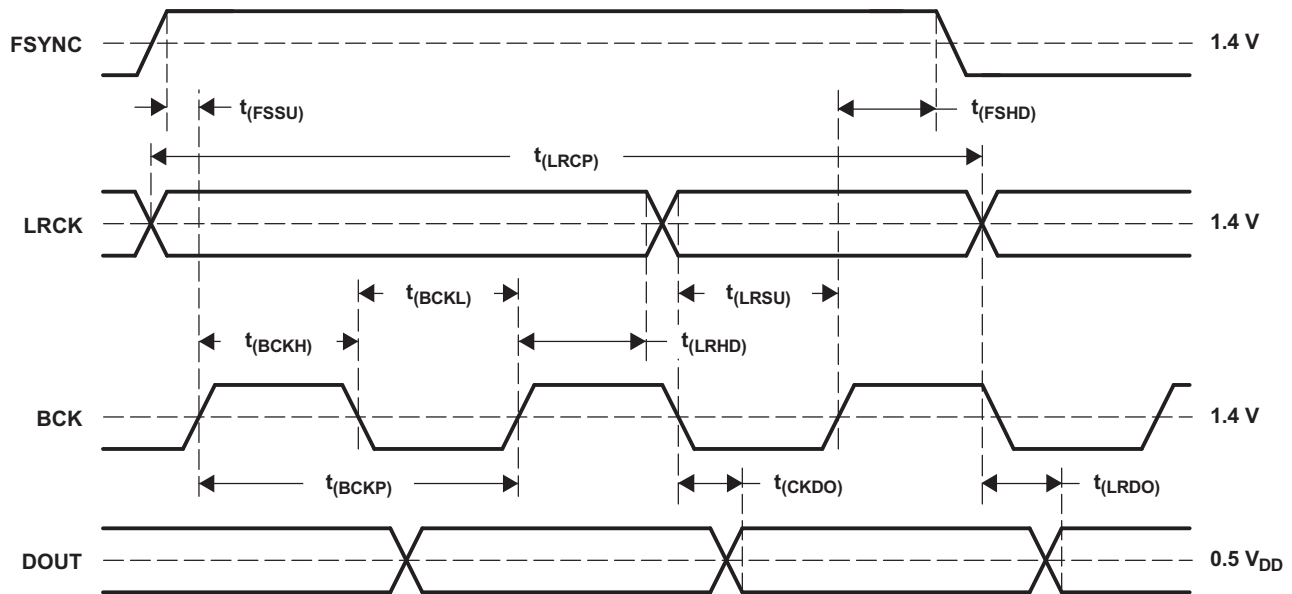 FSYNC
1.4 V
t(FSSU)
t(FSHD)
t(LRCP)
LRCK
1.4 V
t(BCKL)
t(LRSU)
t(BCKH)
t(LRHD)
BCK
1.4 V
t(BCKP)
t(CKDO)
t(LRDO)
DOUT
0.5 VDD